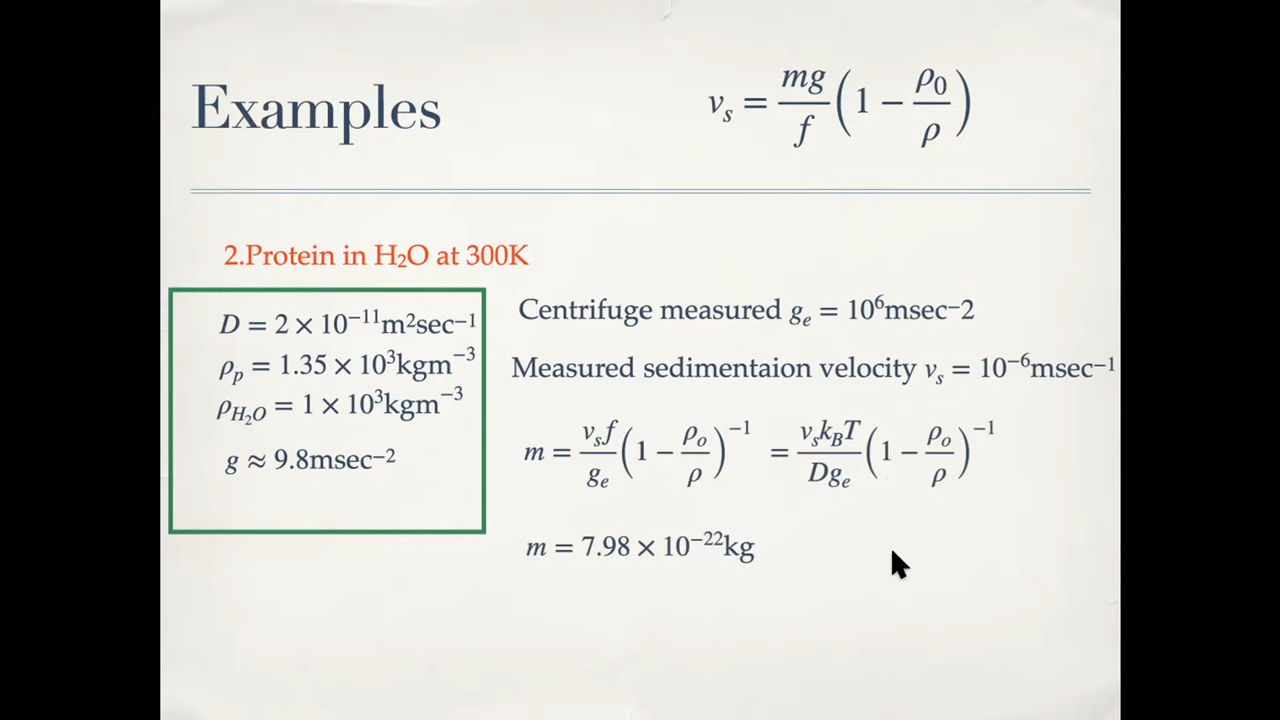 Examples
v_s = mg/f (1 − ρ₀/ρ)
2.Protein in H₂O at 300K
D = 2 × 10⁻¹¹m²sec⁻¹
ρ_p = 1.35 × 10³kgm⁻³
ρ_H₂O = 1 × 10³kgm⁻³
g ≈ 9.8msec⁻²
Centrifuge measured g_e = 10⁶msec−2
Measured sedimentaion velocity v_s = 10⁻⁶msec⁻¹
m = v_s f/g_e (1 − ρ_o/ρ)⁻¹ = v_s k_B T/D g_e (1 − ρ_o/ρ)⁻¹
m = 7.98 × 10⁻²²kg